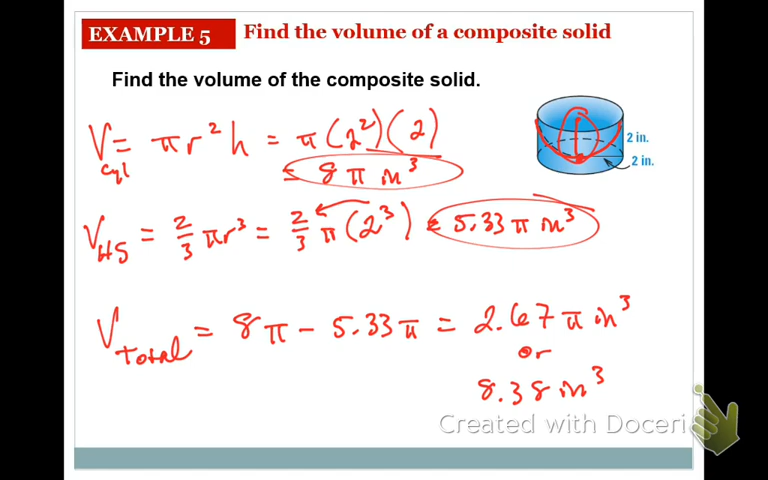 EXAMPLE 5 Find the volume of a composite solid
Find the volume of the composite solid.
V = πr²h = π(2²)(2)
cyl
= 8π in³
2 in.
2 in.
V_HS = 2/3 πr³ = 2/3 π(2³) = 5.33π in³
V_Total = 8π - 5.33π = 2.67π in³
or
8.38 in³
Created with Doceri